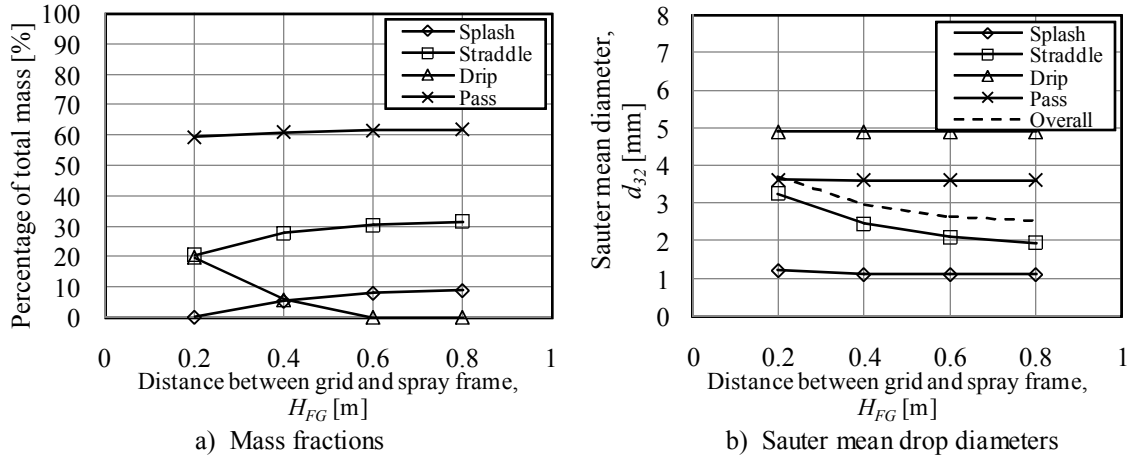 Percentage of total mass [%]
100
90
80
70
60
50
40
30
20
10
0
Splash
Straddle
Drip
Pass
0 0.2 0.4 0.6 0.8 1
Distance between grid and spray frame,
H_FG [m]
a) Mass fractions
Sauter mean diameter,
d_32 [mm]
8
7
6
5
4
3
2
1
0
Splash
Straddle
Drip
Pass
Overall
0 0.2 0.4 0.6 0.8 1
Distance between grid and spray frame,
H_FG [m]
b) Sauter mean drop diameters